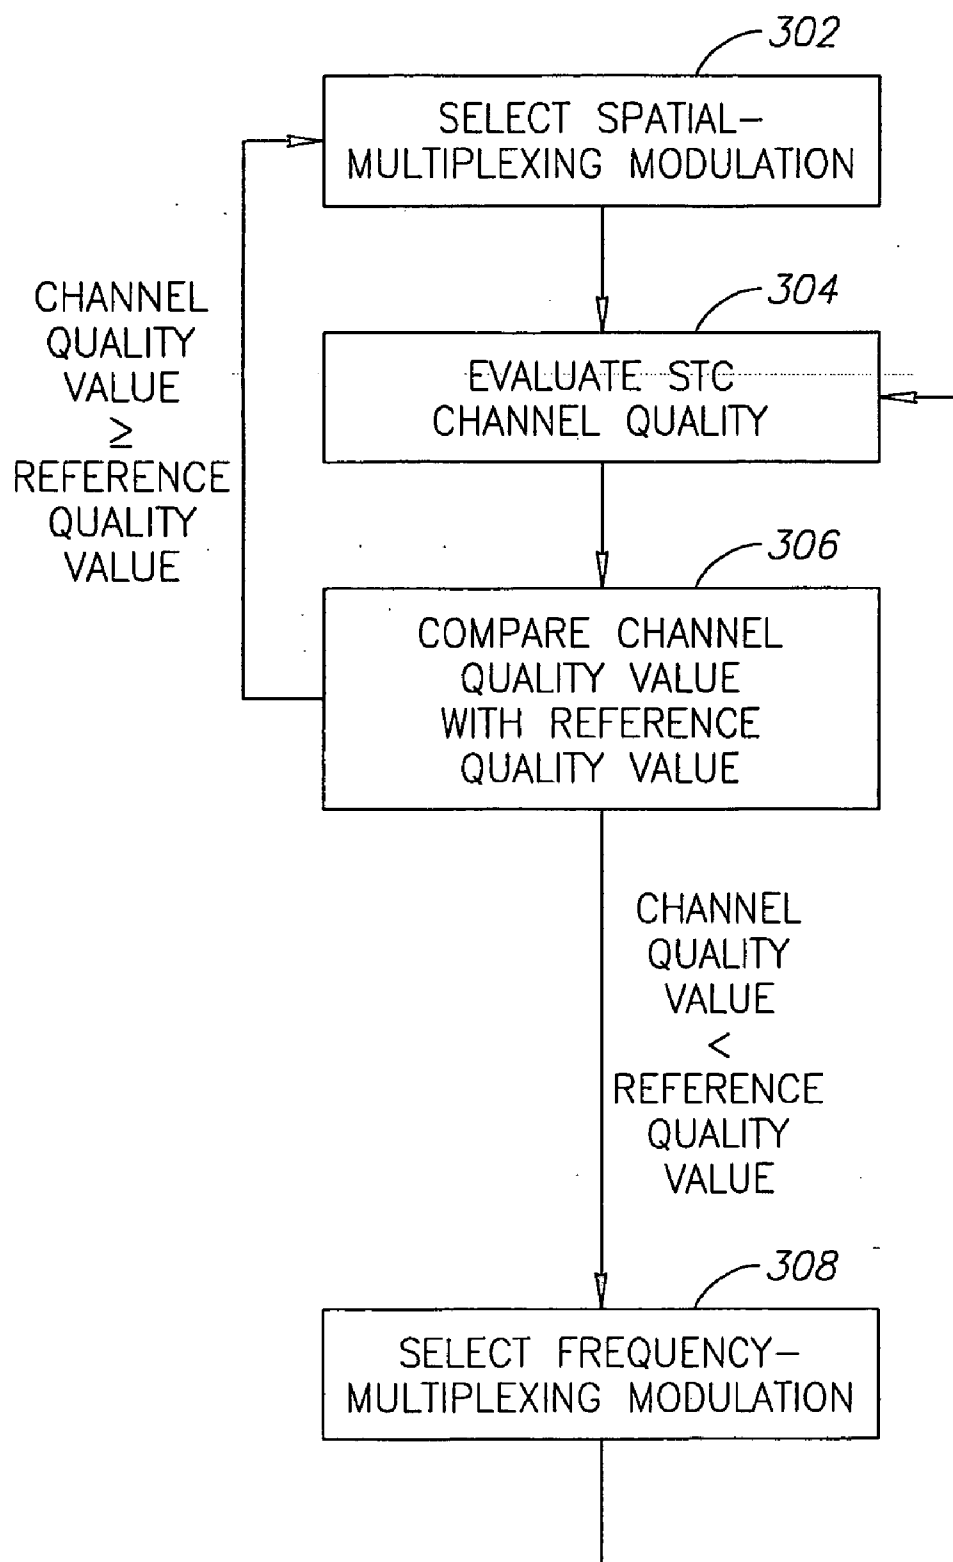 302
SELECT SPATIAL-
MULTIPLEXING MODULATION
304
EVALUATE STC
CHANNEL QUALITY
CHANNEL
QUALITY
VALUE
≥
REFERENCE
QUALITY
VALUE
306
COMPARE CHANNEL
QUALITY VALUE
WITH REFERENCE
QUALITY VALUE
CHANNEL
QUALITY
VALUE
<
REFERENCE
QUALITY
VALUE
308
SELECT FREQUENCY-
MULTIPLEXING MODULATION